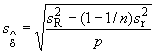 s_δ̂ = √((s_R² − (1−1/n)s_r²)/p)